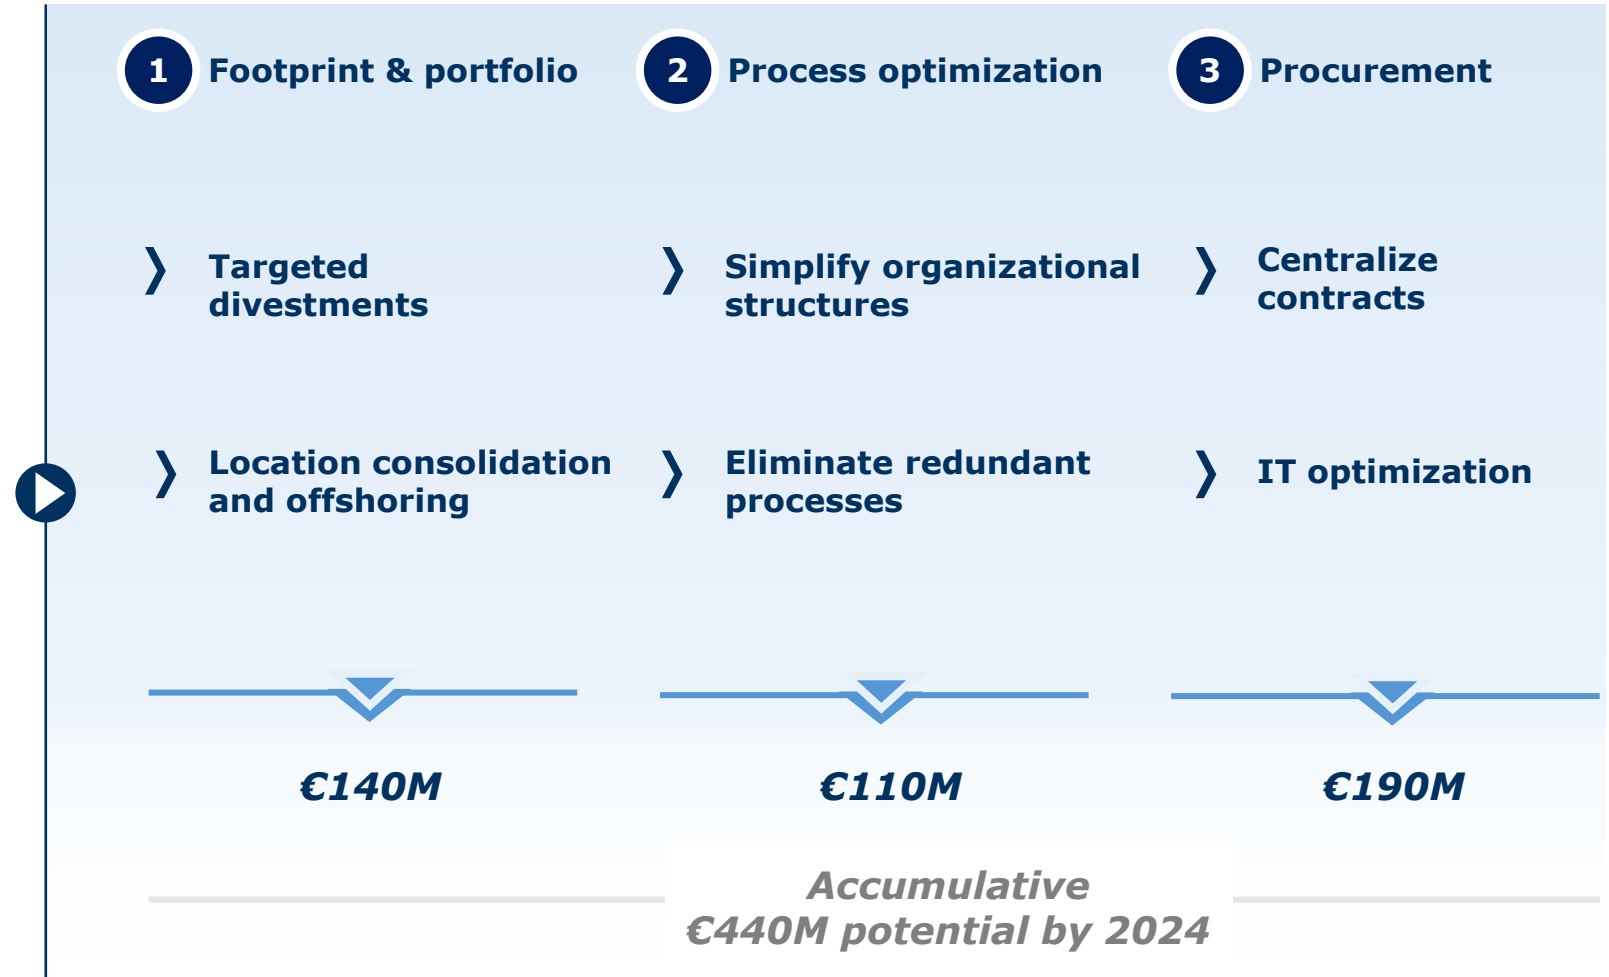 1 Footprint & portfolio
2 Process optimization
3 Procurement
Targeted
divestments
Simplify organizational
structures
Centralize
contracts
Location consolidation
and offshoring
Eliminate redundant
processes
IT optimization
€140M
€110M
€190M
Accumulative
€440M potential by 2024